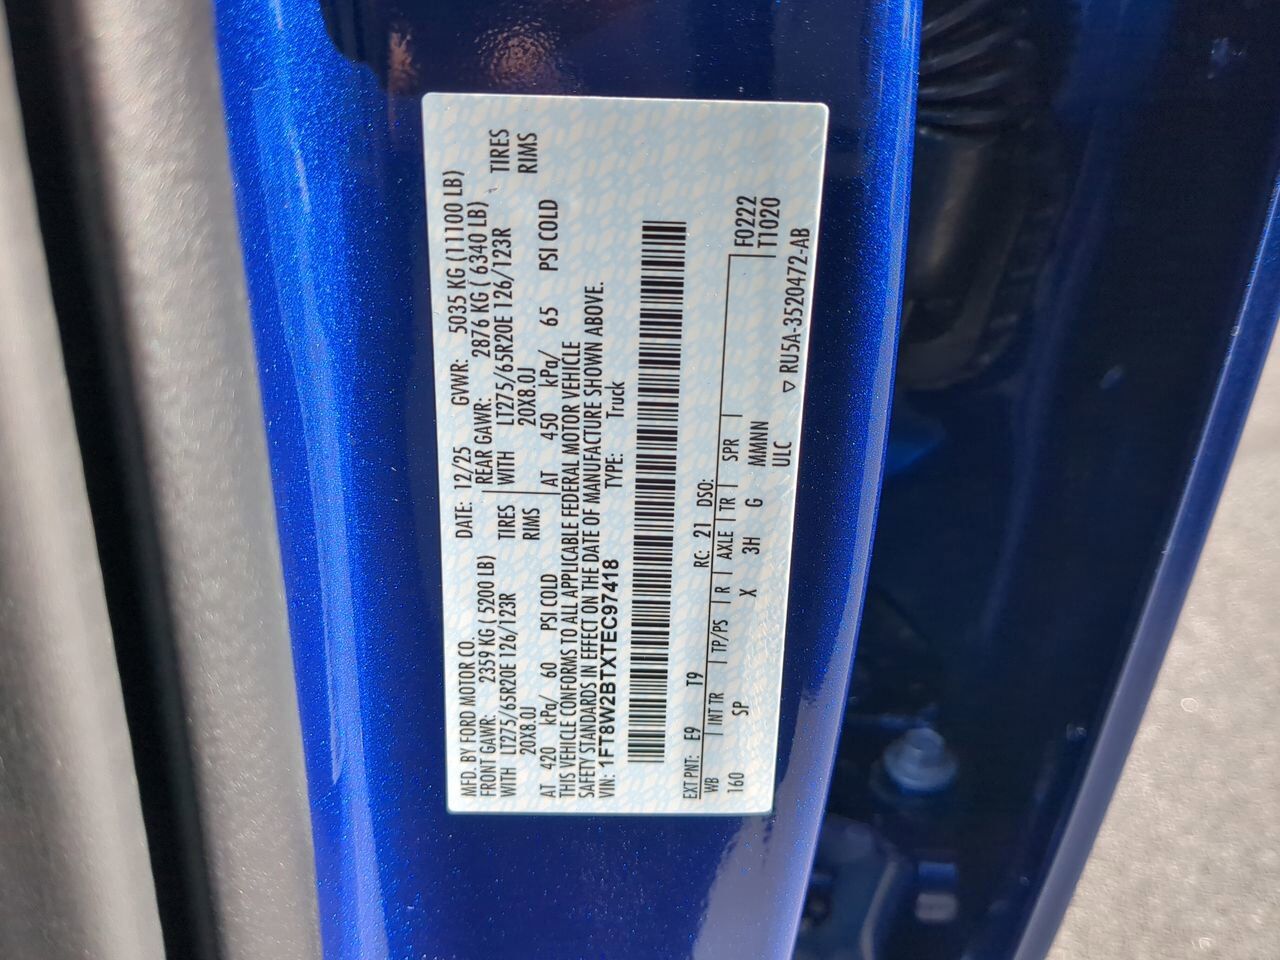 MFD. BY FORD MOTOR CO. DATE: 12/25 GVWR: 5035 KG (11100 LB)
FRONT GAWR: 2359 KG ( 5200 LB) REAR GAWR: 2876 KG ( 6340 LB)
WITH LT275/65R20E 126/123R TIRES WITH LT275/65R20E 126/123R TIRES
20X8.0J RIMS 20X8.0J RIMS
AT 420 kPa/ 60 PSI COLD AT 450 kPa/ 65 PSI COLD
THIS VEHICLE CONFORMS TO ALL APPLICABLE FEDERAL MOTOR VEHICLE
SAFETY STANDARDS IN EFFECT ON THE DATE OF MANUFACTURE SHOWN ABOVE.
VIN: 1FT8W2BTXTEC97418 TYPE: Truck
EXT PNT: E9 T9 RC: 21 DSO: F0222
WB INT TR TP/PS R AXLE TR SPR T1020
160 SP X 3H G MMNN
ULC ▽ RU5A-3520472-AB